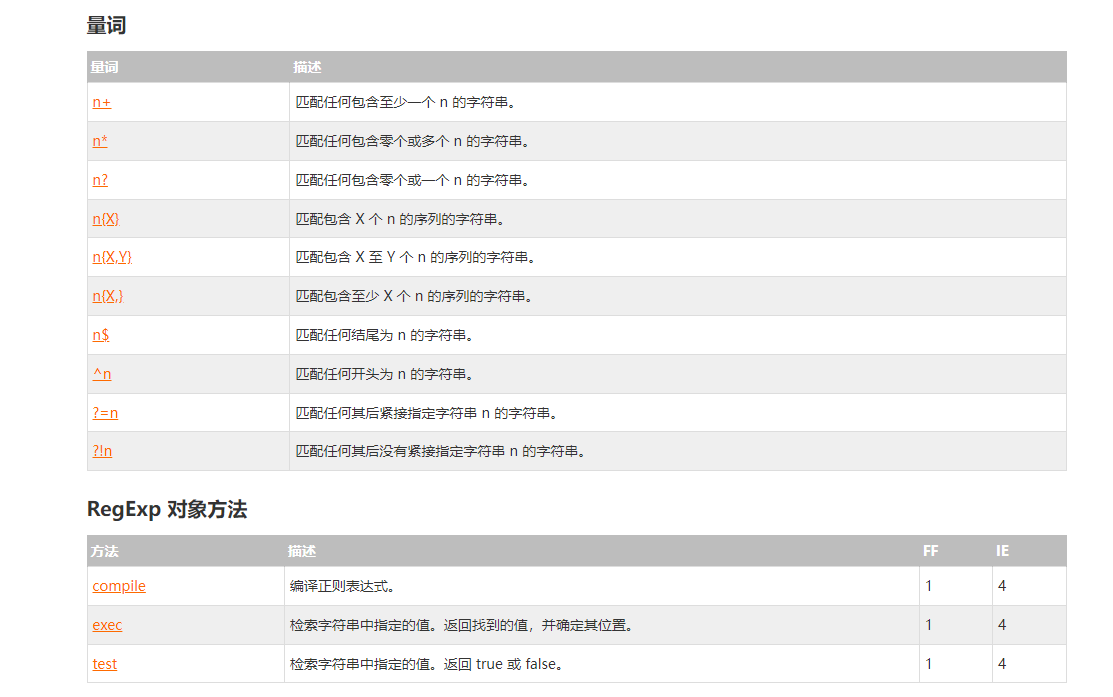 量词
量词 描述
n+ 匹配任何包含至少一个 n 的字符串。
n* 匹配任何包含零个或多个 n 的字符串。
n? 匹配任何包含零个或一个 n 的字符串。
n{X} 匹配包含 X 个 n 的序列的字符串。
n{X,Y} 匹配包含 X 至 Y 个 n 的序列的字符串。
n{X,} 匹配包含至少 X 个 n 的序列的字符串。
n$ 匹配任何结尾为 n 的字符串。
^n 匹配任何开头为 n 的字符串。
?=n 匹配任何其后紧接指定字符串 n 的字符串。
?!n 匹配任何其后没有紧接指定字符串 n 的字符串。
RegExp 对象方法
方法 描述 FF IE
compile 编译正则表达式。 1 4
exec 检索字符串中指定的值。返回找到的值，并确定其位置。 1 4
test 检索字符串中指定的值。返回 true 或 false。 1 4